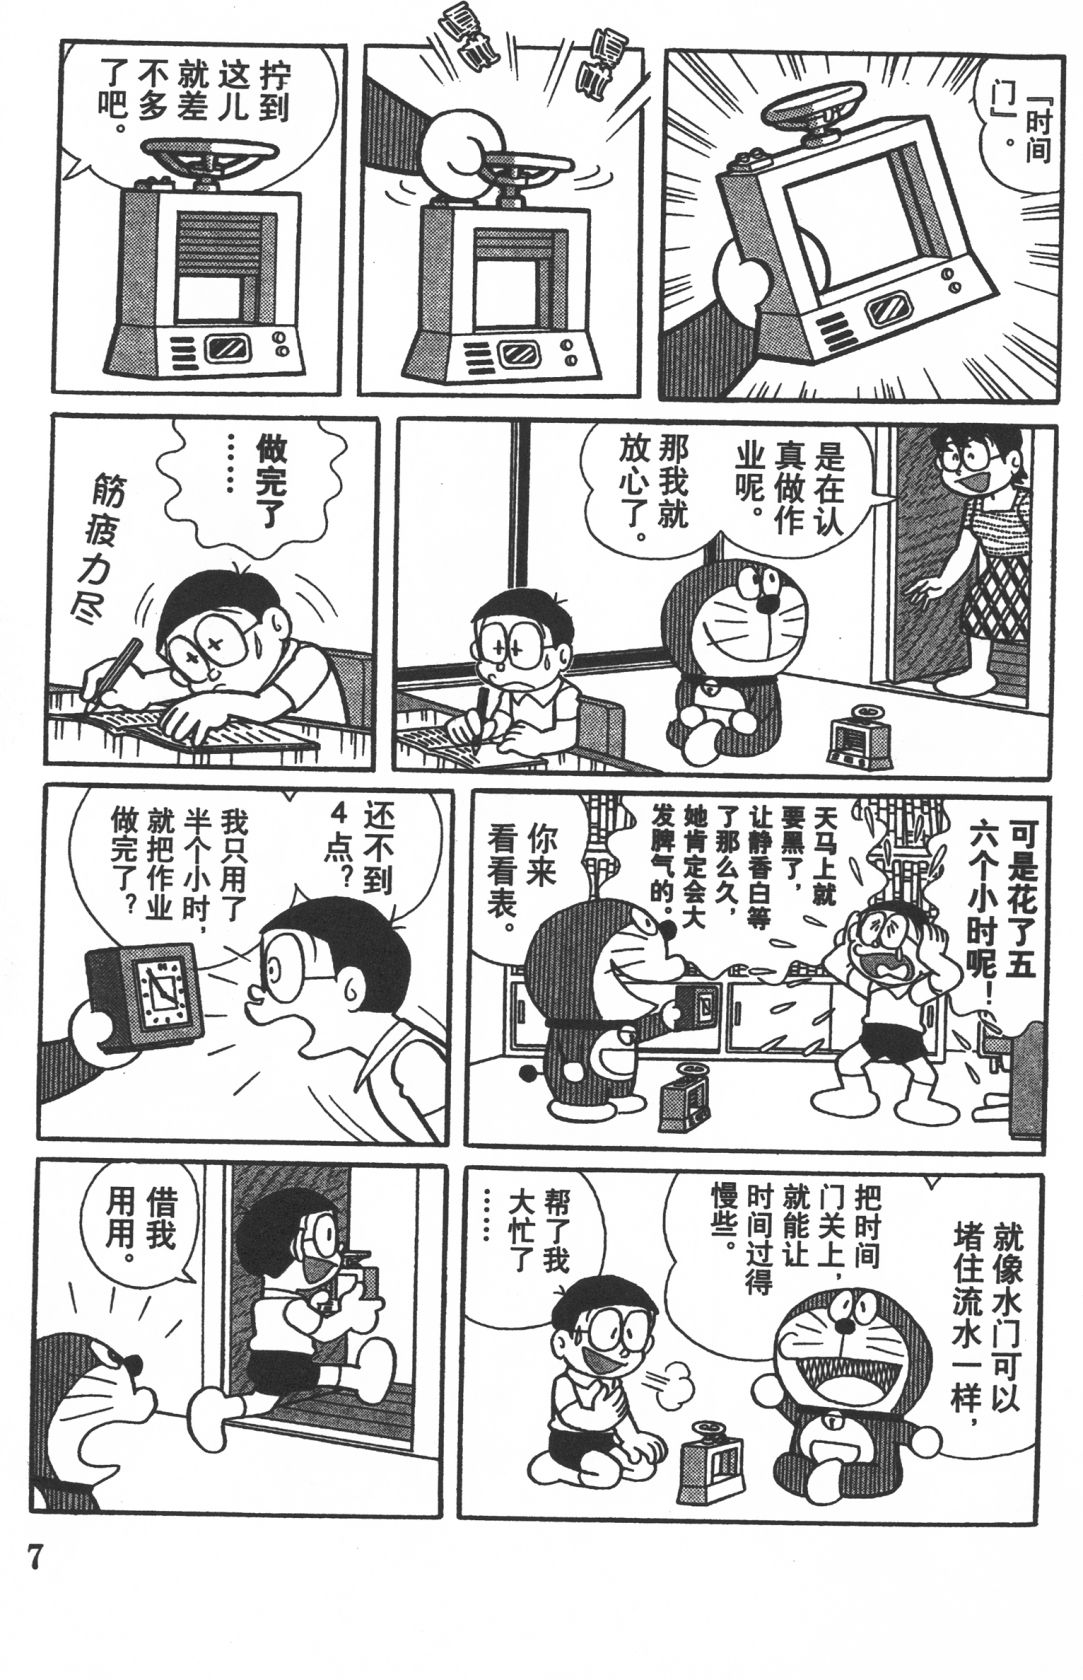 『时间
门』。
嘎啦
嘎啦
拧到
这儿
就差
不多
了吧。
是在认
真做作
业呢。
那我就
放心了。
做完了
……
筋疲力尽
可是花了五
六个小时呢！
天马上就
要黑了，
让静香白等
了那么久，
她肯定会大
发脾气的。
你来
看看表。
还不到
4点？
我只用了
半个小时，
就把作业
做完了？
就像水门可以
堵住流水一样，
把时间
门关上，
就能让
时间过得
慢些。
帮了我
大忙了
……
借我
用用。
7